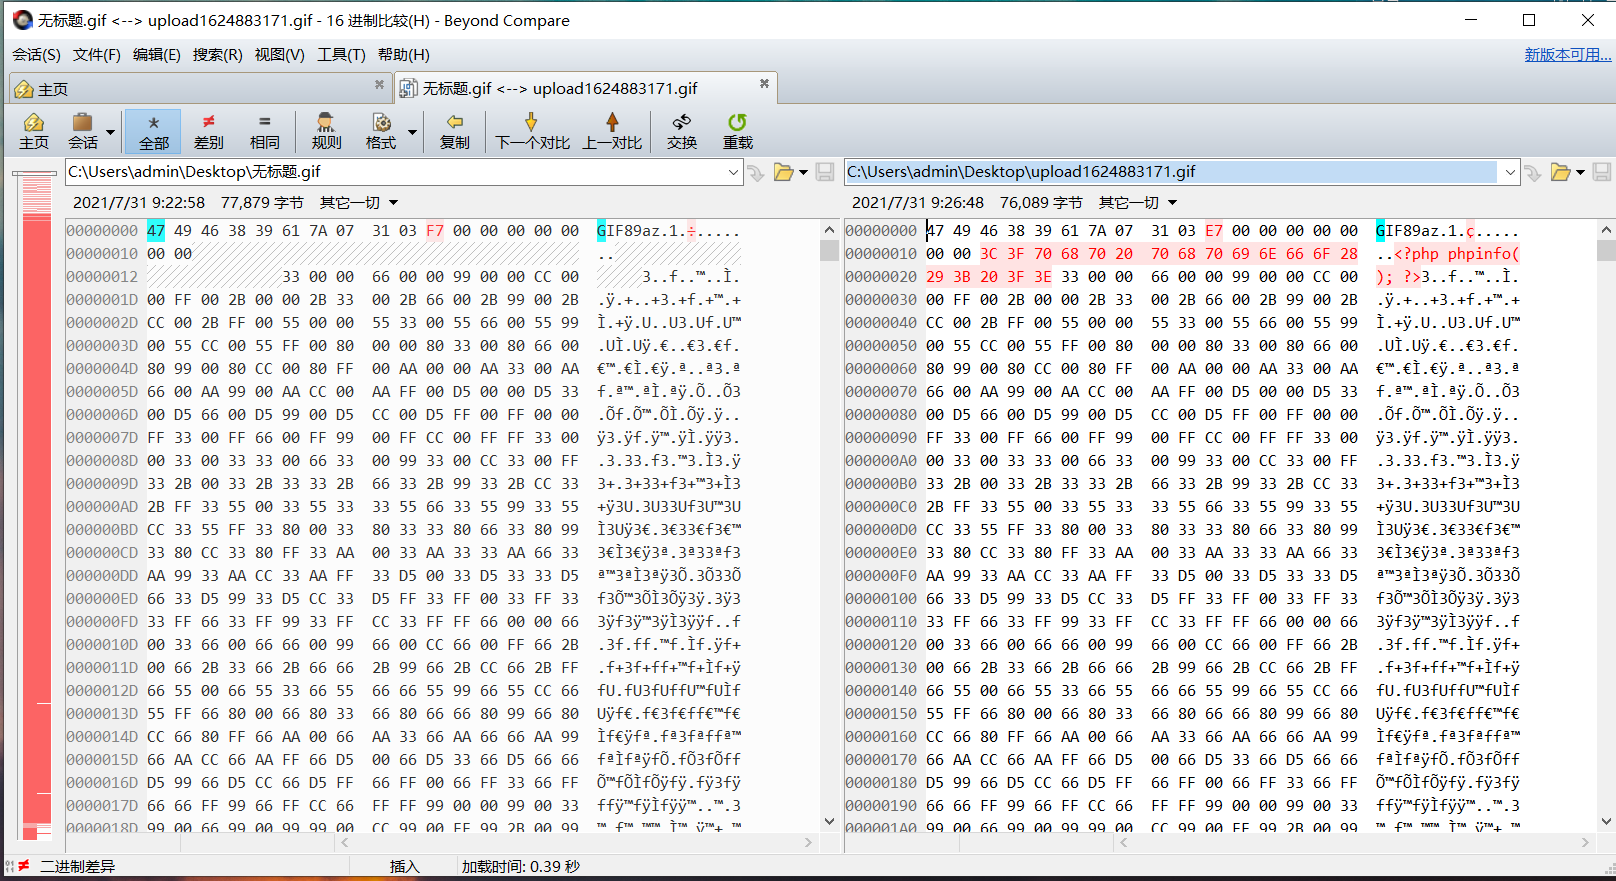 无标题.gif <--> upload1624883171.gif - 16 进制比较(H) - Beyond Compare
会话(S) 文件(F) 编辑(E) 搜索(R) 视图(V) 工具(T) 帮助(H) 新版本可用...
主页 无标题.gif <--> upload1624883171.gif
主页 会话 全部 差别 相同 规则 格式 复制 下一个对比 上一对比 交换 重载
C:\Users\admin\Desktop\无标题.gif C:\Users\admin\Desktop\upload1624883171.gif
2021/7/31 9:22:58 77,879 字节 其它一切 2021/7/31 9:26:48 76,089 字节 其它一切
00000000 47 49 46 38 39 61 7A 07 31 03 F7 00 00 00 00 00 GIF89az.1.÷..... 00000000 47 49 46 38 39 61 7A 07 31 03 E7 00 00 00 00 00 GIF89az.1.ç.....
00000010 00 00 .. 00000010 00 00 3C 3F 70 68 70 20 70 68 70 69 6E 66 6F 28 ..<?php phpinfo(
00000012 33 00 00 66 00 00 99 00 00 CC 00 3..f..™..Ì. 00000020 29 3B 20 3F 3E 33 00 00 66 00 00 99 00 00 CC 00 ); ?>3..f..™..Ì.
0000001D 00 FF 00 2B 00 00 2B 33 00 2B 66 00 2B 99 00 2B .ÿ.+..+3.+f.+™.+ 00000030 00 FF 00 2B 00 00 2B 33 00 2B 66 00 2B 99 00 2B .ÿ.+..+3.+f.+™.+
0000002D CC 00 2B FF 00 55 00 00 55 33 00 55 66 00 55 99 Ì.+ÿ.U..U3.Uf.U™ 00000040 CC 00 2B FF 00 55 00 00 55 33 00 55 66 00 55 99 Ì.+ÿ.U..U3.Uf.U™
0000003D 00 55 CC 00 55 FF 00 80 00 00 80 33 00 80 66 00 .UÌ.Uÿ.€..€3.€f. 00000050 00 55 CC 00 55 FF 00 80 00 00 80 33 00 80 66 00 .UÌ.Uÿ.€..€3.€f.
0000004D 80 99 00 80 CC 00 80 FF 00 AA 00 00 AA 33 00 AA €™.€Ì.€ÿ.ª..ª3.ª 00000060 80 99 00 80 CC 00 80 FF 00 AA 00 00 AA 33 00 AA €™.€Ì.€ÿ.ª..ª3.ª
0000005D 66 00 AA 99 00 AA CC 00 AA FF 00 D5 00 00 D5 33 f.ª™.ªÌ.ªÿ.Õ..Õ3 00000070 66 00 AA 99 00 AA CC 00 AA FF 00 D5 00 00 D5 33 f.ª™.ªÌ.ªÿ.Õ..Õ3
0000006D 00 D5 66 00 D5 99 00 D5 CC 00 D5 FF 00 FF 00 00 .Õf.Õ™.ÕÌ.Õÿ.ÿ.. 00000080 00 D5 66 00 D5 99 00 D5 CC 00 D5 FF 00 FF 00 00 .Õf.Õ™.ÕÌ.Õÿ.ÿ..
0000007D FF 33 00 FF 66 00 FF 99 00 FF CC 00 FF FF 33 00 ÿ3.ÿf.ÿ™.ÿÌ.ÿÿ3. 00000090 FF 33 00 FF 66 00 FF 99 00 FF CC 00 FF FF 33 00 ÿ3.ÿf.ÿ™.ÿÌ.ÿÿ3.
0000008D 00 33 00 33 33 00 66 33 00 99 33 00 CC 33 00 FF .3.33.f3.™3.Ì3.ÿ 000000A0 00 33 00 33 33 00 66 33 00 99 33 00 CC 33 00 FF .3.33.f3.™3.Ì3.ÿ
0000009D 33 2B 00 33 2B 33 33 2B 66 33 2B 99 33 2B CC 33 3+.3+33+f3+™3+Ì3 000000B0 33 2B 00 33 2B 33 33 2B 66 33 2B 99 33 2B CC 33 3+.3+33+f3+™3+Ì3
000000AD 2B FF 33 55 00 33 55 33 33 55 66 33 55 99 33 55 +ÿ3U.3U33Uf3U™3U 000000C0 2B FF 33 55 00 33 55 33 33 55 66 33 55 99 33 55 +ÿ3U.3U33Uf3U™3U
000000BD CC 33 55 FF 33 80 00 33 80 33 33 80 66 33 80 99 Ì3Uÿ3€.3€33€f3€™ 000000D0 CC 33 55 FF 33 80 00 33 80 33 33 80 66 33 80 99 Ì3Uÿ3€.3€33€f3€™
000000CD 33 80 CC 33 80 FF 33 AA 00 33 AA 33 33 AA 66 33 3€Ì3€ÿ3ª.3ª33ªf3 000000E0 33 80 CC 33 80 FF 33 AA 00 33 AA 33 33 AA 66 33 3€Ì3€ÿ3ª.3ª33ªf3
000000DD AA 99 33 AA CC 33 AA FF 33 D5 00 33 D5 33 33 D5 ª™3ªÌ3ªÿ3Õ.3Õ33Õ 000000F0 AA 99 33 AA CC 33 AA FF 33 D5 00 33 D5 33 33 D5 ª™3ªÌ3ªÿ3Õ.3Õ33Õ
000000ED 66 33 D5 99 33 D5 CC 33 D5 FF 33 FF 00 33 FF 33 f3Õ™3ÕÌ3Õÿ3ÿ.3ÿ3 00000100 66 33 D5 99 33 D5 CC 33 D5 FF 33 FF 00 33 FF 33 f3Õ™3ÕÌ3Õÿ3ÿ.3ÿ3
000000FD 33 FF 66 33 FF 99 33 FF CC 33 FF FF 66 00 00 66 3ÿf3ÿ™3ÿÌ3ÿÿf..f 00000110 33 FF 66 33 FF 99 33 FF CC 33 FF FF 66 00 00 66 3ÿf3ÿ™3ÿÌ3ÿÿf..f
0000010D 00 33 66 00 66 66 00 99 66 00 CC 66 00 FF 66 2B .3f.ff.™f.Ìf.ÿf+ 00000120 00 33 66 00 66 66 00 99 66 00 CC 66 00 FF 66 2B .3f.ff.™f.Ìf.ÿf+
0000011D 00 66 2B 33 66 2B 66 66 2B 99 66 2B CC 66 2B FF .f+3f+ff+™f+Ìf+ÿ 00000130 00 66 2B 33 66 2B 66 66 2B 99 66 2B CC 66 2B FF .f+3f+ff+™f+Ìf+ÿ
0000012D 66 55 00 66 55 33 66 55 66 66 55 99 66 55 CC 66 fU.fU3fUffU™fUÌf 00000140 66 55 00 66 55 33 66 55 66 66 55 99 66 55 CC 66 fU.fU3fUffU™fUÌf
0000013D 55 FF 66 80 00 66 80 33 66 80 66 66 80 99 66 80 Uÿf€.f€3f€ff€™f€ 00000150 55 FF 66 80 00 66 80 33 66 80 66 66 80 99 66 80 Uÿf€.f€3f€ff€™f€
0000014D CC 66 80 FF 66 AA 00 66 AA 33 66 AA 66 66 AA 99 Ìf€ÿfª.fª3fªffª™ 00000160 CC 66 80 FF 66 AA 00 66 AA 33 66 AA 66 66 AA 99 Ìf€ÿfª.fª3fªffª™
0000015D 66 AA CC 66 AA FF 66 D5 00 66 D5 33 66 D5 66 66 fªÌfªÿfÕ.fÕ3fÕff 00000170 66 AA CC 66 AA FF 66 D5 00 66 D5 33 66 D5 66 66 fªÌfªÿfÕ.fÕ3fÕff
0000016D D5 99 66 D5 CC 66 D5 FF 66 FF 00 66 FF 33 66 FF Õ™fÕÌfÕÿfÿ.fÿ3fÿ 00000180 D5 99 66 D5 CC 66 D5 FF 66 FF 00 66 FF 33 66 FF Õ™fÕÌfÕÿfÿ.fÿ3fÿ
0000017D 66 66 FF 99 66 FF CC 66 FF FF 99 00 00 99 00 33 ffÿ™fÿÌfÿÿ™..™.3 00000190 66 66 FF 99 66 FF CC 66 FF FF 99 00 00 99 00 33 ffÿ™fÿÌfÿÿ™..™.3
0000018D 99 00 66 99 00 99 99 00 CC 99 00 FF 99 2B 00 99 ™.f™.™™.Ì™.ÿ™+.™ 000001A0 99 00 66 99 00 99 99 00 CC 99 00 FF 99 2B 00 99 ™.f™.™™.Ì™.ÿ™+.™
二进制差异 插入 加载时间: 0.39 秒